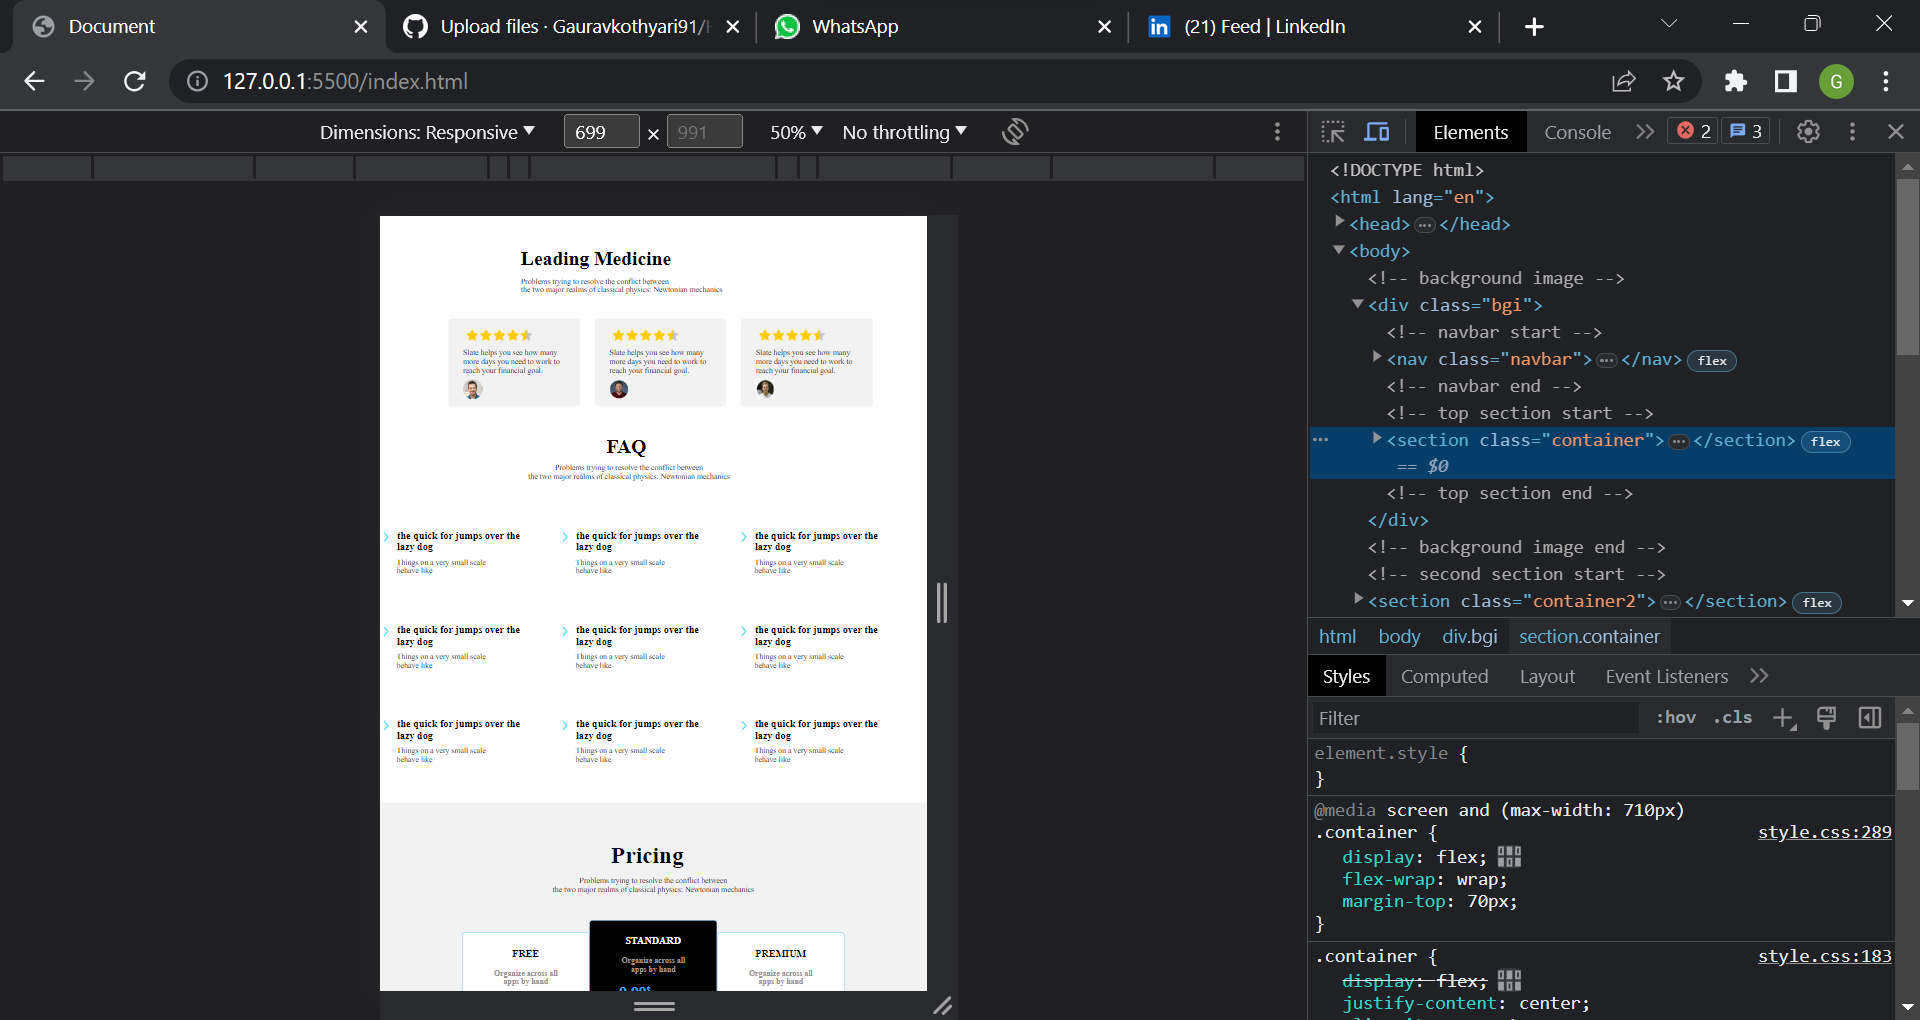 Document
Upload files · Gauravkothyari91/
WhatsApp
(21) Feed | LinkedIn
127.0.0.1:5500/index.html
G
Dimensions: Responsive
699 × 991
50%
No throttling
Leading Medicine
Problems trying to resolve the conflict between
the two major realms of classical physics: Newtonian mechanics
Slate helps you see how many
more days you need to work to
reach your financial goal.
Slate helps you see how many
more days you need to work to
reach your financial goal.
Slate helps you see how many
more days you need to work to
reach your financial goal.
FAQ
Problems trying to resolve the conflict between
the two major realms of classical physics: Newtonian mechanics
the quick for jumps over the
lazy dog
Things on a very small scale
behave like
the quick for jumps over the
lazy dog
Things on a very small scale
behave like
the quick for jumps over the
lazy dog
Things on a very small scale
behave like
the quick for jumps over the
lazy dog
Things on a very small scale
behave like
the quick for jumps over the
lazy dog
Things on a very small scale
behave like
the quick for jumps over the
lazy dog
Things on a very small scale
behave like
the quick for jumps over the
lazy dog
Things on a very small scale
behave like
the quick for jumps over the
lazy dog
Things on a very small scale
behave like
the quick for jumps over the
lazy dog
Things on a very small scale
behave like
Pricing
Problems trying to resolve the conflict between
the two major realms of classical physics: Newtonian mechanics
FREE
Organize across all
apps by hand
STANDARD
Organize across all
apps by hand
PREMIUM
Organize across all
apps by hand
Elements
Console
2
3
<!DOCTYPE html>
<html lang="en">
<head>…</head>
<body>
<!-- background image -->
<div class="bgi">
<!-- navbar start -->
<nav class="navbar">…</nav> flex
<!-- navbar end -->
<!-- top section start -->
<section class="container">…</section> flex
== $0
<!-- top section end -->
</div>
<!-- background image end -->
<!-- second section start -->
<section class="container2">…</section> flex
html body div.bgi section.container
Styles Computed Layout Event Listeners
Filter :hov .cls
element.style {
}
@media screen and (max-width: 710px)
.container { style.css:289
display: flex;
flex-wrap: wrap;
margin-top: 70px;
}
.container { style.css:183
display: flex;
justify-content: center;